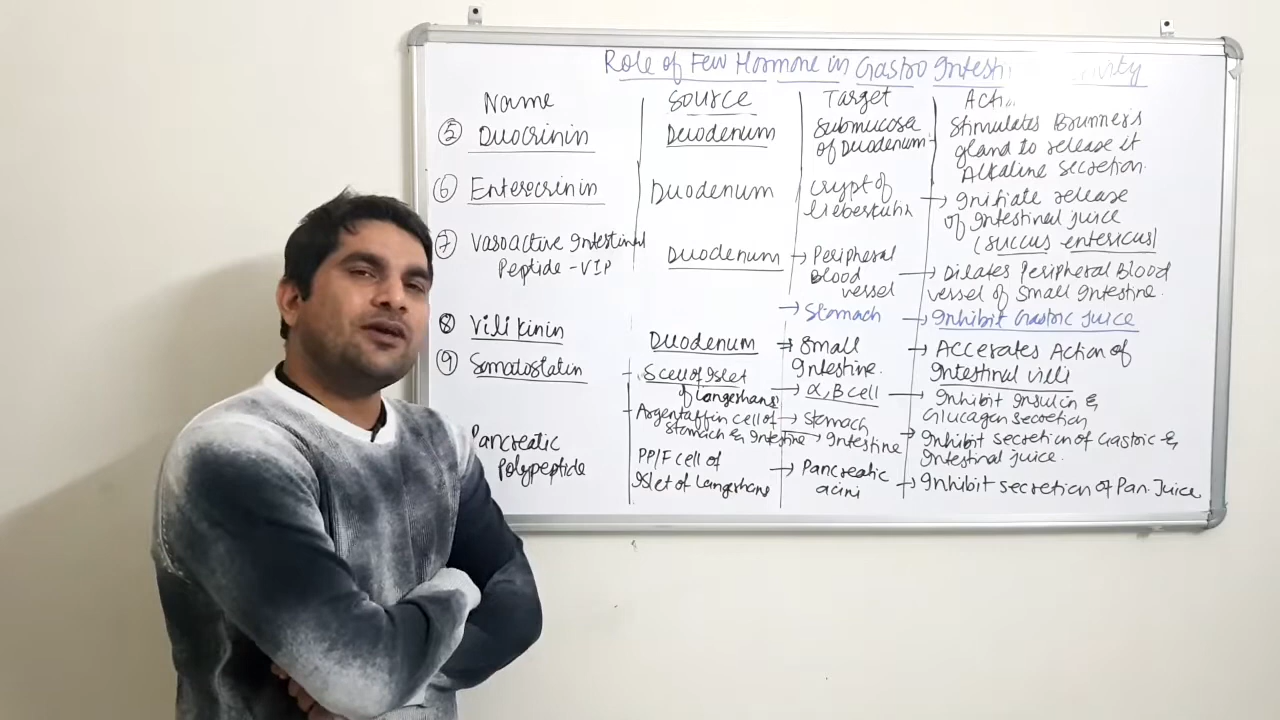 Role of Few Hormone in Gastro Intesti
Name Source Target Acti
⑤ Duocrinin Duodenum Submucosa of Duodenum Stimulates Brunners gland to release it Alkaline Secretion.
⑥ Enterocrinin Duodenum Crypt of Lieberkuhn → Initiate release of Intestinal juice (succus entericus)
⑦ Vasoactive Intestinal Peptide - VIP Duodenum → Peripheral Blood vessel → Dilates Peripheral Blood vessel of Small Intestine.
→ Stomach → Inhibit Gastric Juice
⑧ Vilikinin Duodenum → Small Intestine. → Accerates Action of Intestinal villi
⑨ Somatostatin - S cell of Islet of Langerhans → α, B cell → Inhibit Insulin & Glucagan secretion
- Argentaffin cell of Stomach & Intestine → Stomach → Intestine → Inhibit secretion of Gastric & Intestinal juice.
Pancreatic Polypeptide PP/F cell of Islet of Langerhans → Pancreatic acini → Inhibit secretion of Pan. Juice